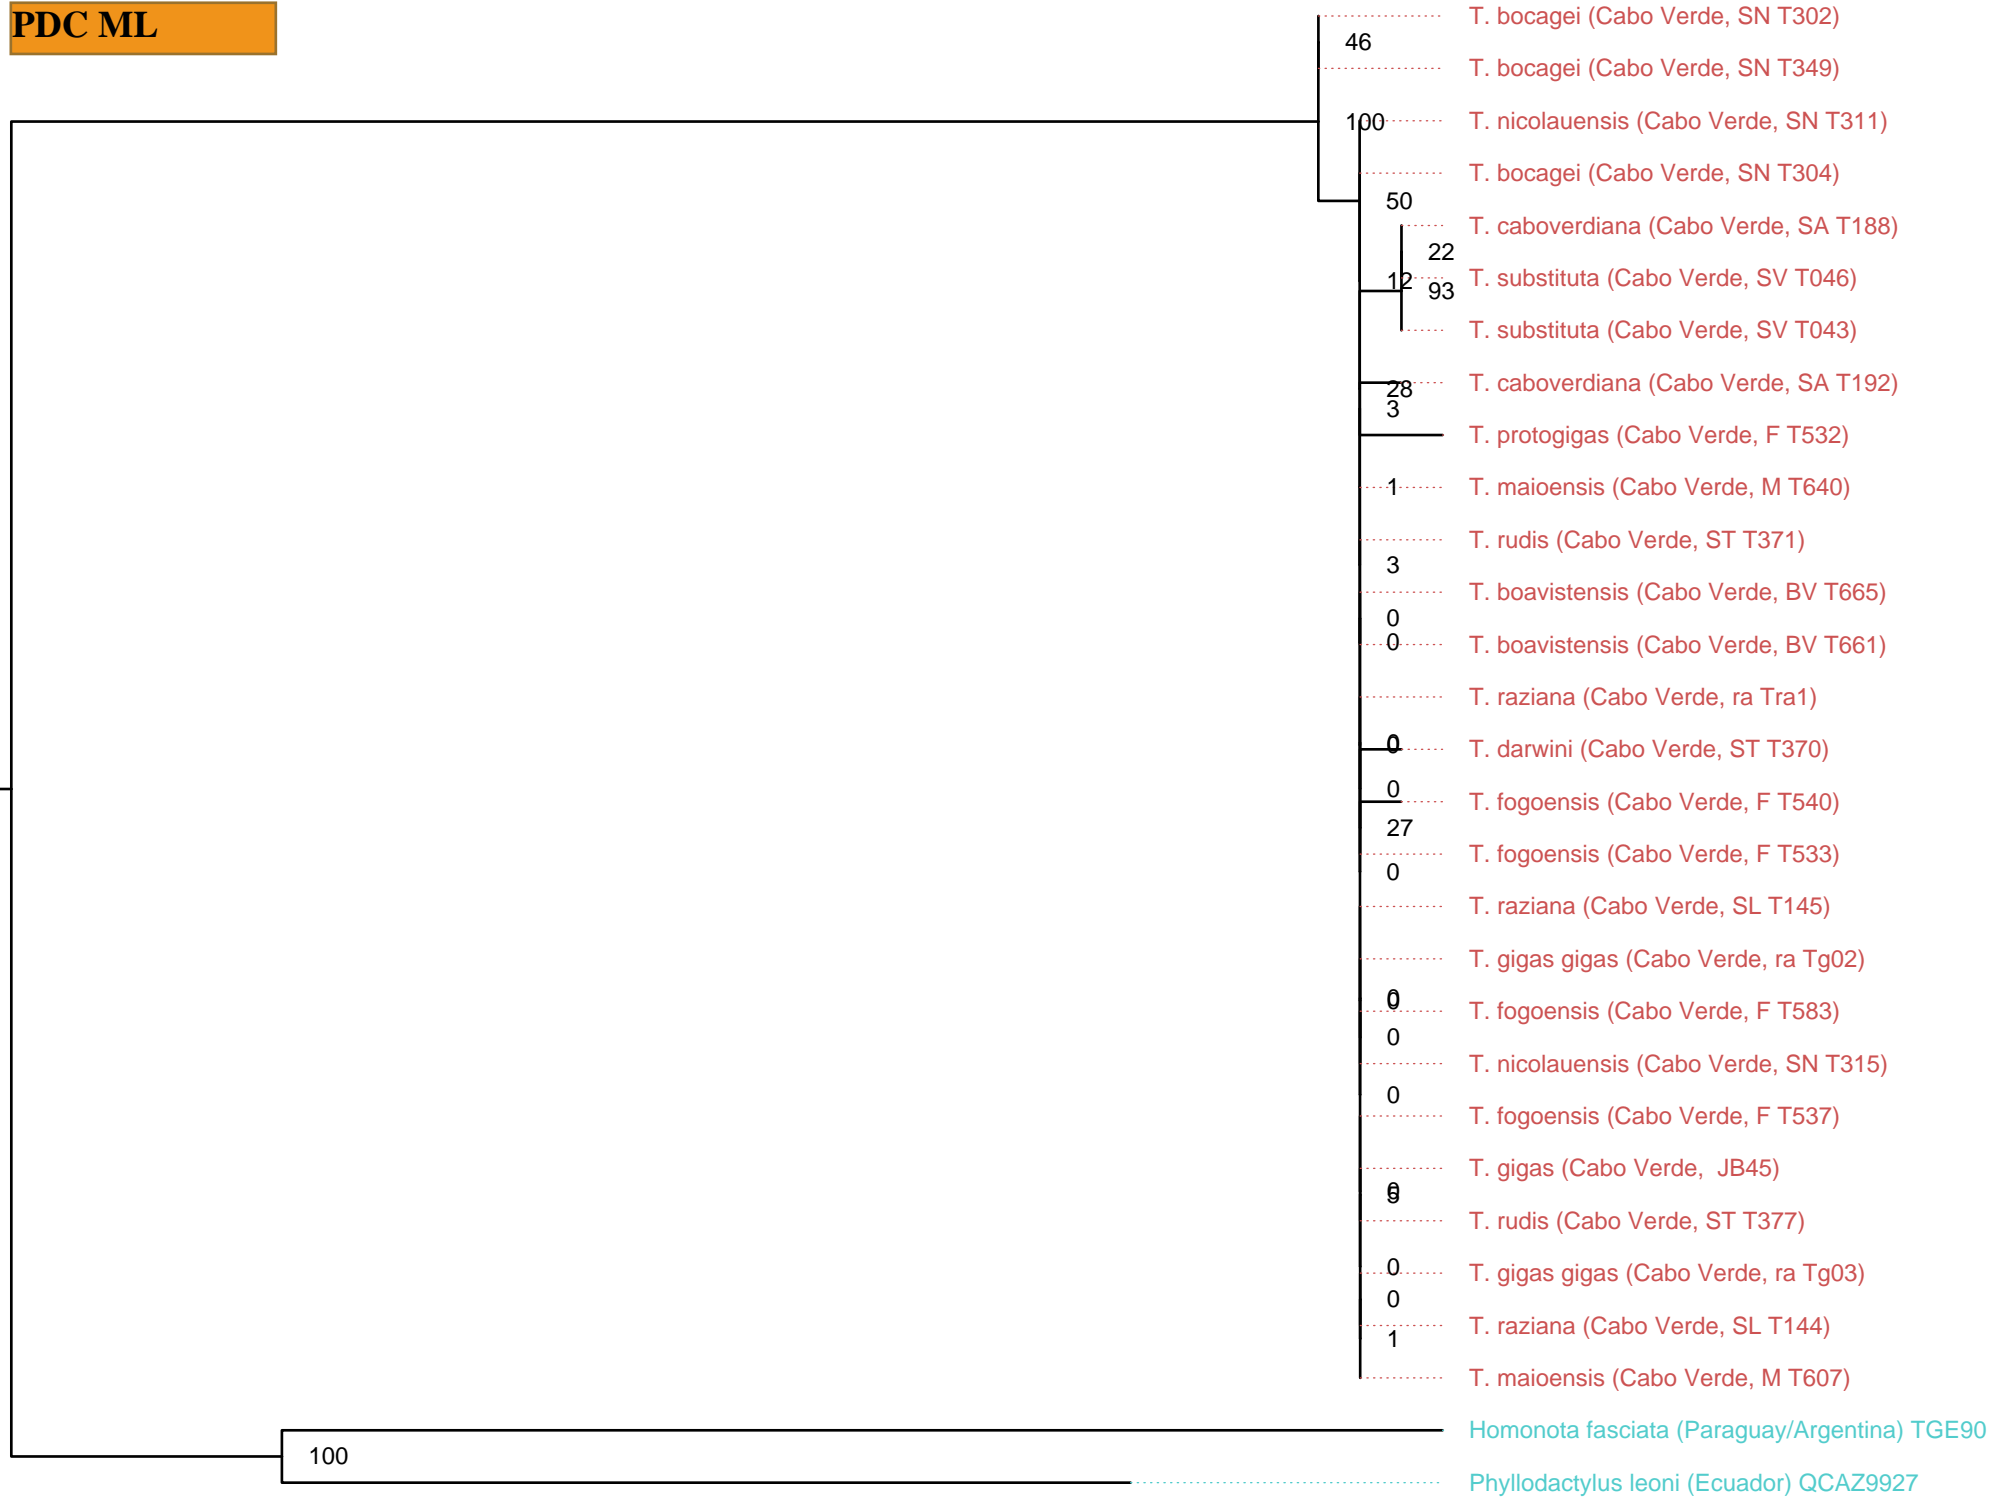 PDC ML
T. bocagei (Cabo Verde, SN T302)
46
T. bocagei (Cabo Verde, SN T349)
100
T. nicolauensis (Cabo Verde, SN T311)
T. bocagei (Cabo Verde, SN T304)
50
T. caboverdiana (Cabo Verde, SA T188)
22
12
T. substituta (Cabo Verde, SV T046)
93
T. substituta (Cabo Verde, SV T043)
28
T. caboverdiana (Cabo Verde, SA T192)
3
T. protogigas (Cabo Verde, F T532)
1
T. maioensis (Cabo Verde, M T640)
T. rudis (Cabo Verde, ST T371)
3
T. boavistensis (Cabo Verde, BV T665)
0
0
T. boavistensis (Cabo Verde, BV T661)
T. raziana (Cabo Verde, ra Tra1)
0
0
T. darwini (Cabo Verde, ST T370)
0
T. fogoensis (Cabo Verde, F T540)
27
T. fogoensis (Cabo Verde, F T533)
0
T. raziana (Cabo Verde, SL T145)
T. gigas gigas (Cabo Verde, ra Tg02)
0
0
T. fogoensis (Cabo Verde, F T583)
0
T. nicolauensis (Cabo Verde, SN T315)
0
T. fogoensis (Cabo Verde, F T537)
T. gigas (Cabo Verde,  JB45)
T. rudis (Cabo Verde, ST T377)
0
T. gigas gigas (Cabo Verde, ra Tg03)
0
T. raziana (Cabo Verde, SL T144)
1
T. maioensis (Cabo Verde, M T607)
Homonota fasciata (Paraguay/Argentina) TGE90
100
Phyllodactylus leoni (Ecuador) QCAZ9927